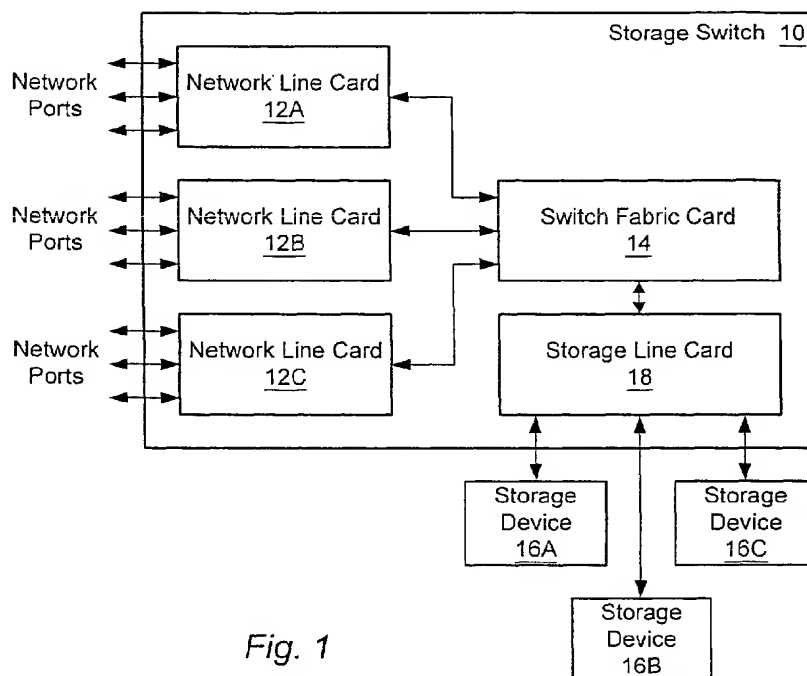 Storage Switch 10
Network Ports
Network Line Card
12A
Network Ports
Network Line Card
12B
Switch Fabric Card
14
Network Ports
Network Line Card
12C
Storage Line Card
18
Storage Device
16A
Storage Device
16C
Storage Device
16B
Fig. 1